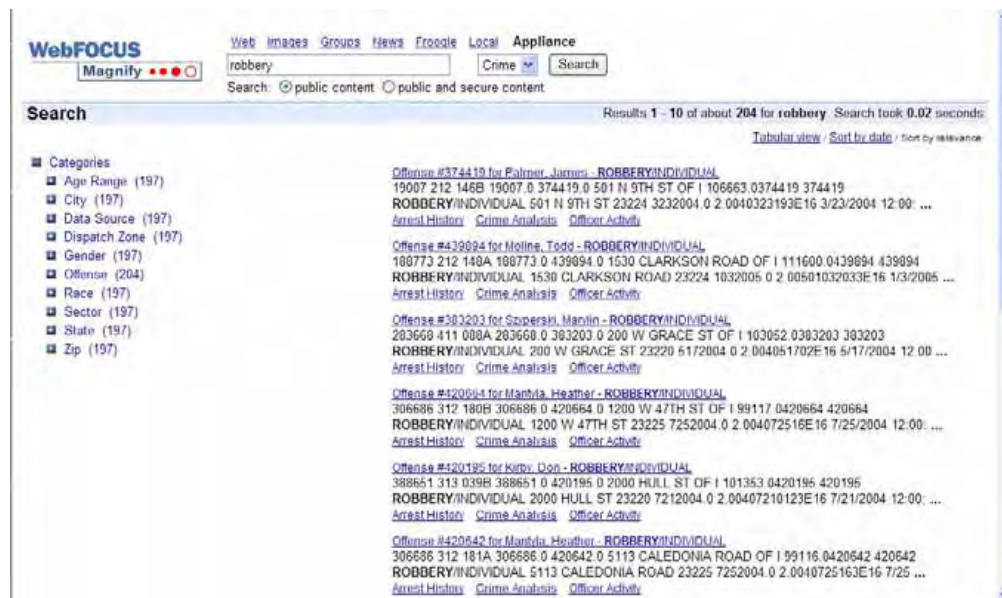 WebFOCUS
Magnify
Web Images Groups News Froogle Local Appliance
robbery Crime Search
Search: public content public and secure content
Search
Results 1 - 10 of about 204 for robbery. Search took 0.02 seconds
Tabular view / Sort by date / Sort by relevance
Categories
Age Range (197)
City (197)
Data Source (197)
Dispatch Zone (197)
Gender (197)
Offense (204)
Race (197)
Sector (197)
State (197)
Zip (197)
Offense #374419 for Palmer, James - ROBBERY/INDIVIDUAL
19007 212 146B 19007.0 374419.0 501 N 9TH ST OF I 106663.0374419 374419
ROBBERY/INDIVIDUAL 501 N 9TH ST 23224 3232004.0 2.0040323193E16 3/23/2004 12:00: ...
Arrest History Crime Analysis Officer Activity
Offense #439894 for Moline, Todd - ROBBERY/INDIVIDUAL
188773 212 148A 188773.0 439894.0 1530 CLARKSON ROAD OF I 111600.0439894 439894
ROBBERY/INDIVIDUAL 1530 CLARKSON ROAD 23224 1032005.0 2.00501032033E16 1/3/2005 ...
Arrest History Crime Analysis Officer Activity
Offense #383203 for Szyperski, Marvlin - ROBBERY/INDIVIDUAL
283668 411 088A 283668.0 383203.0 200 W GRACE ST OF I 103052.0383203 383203
ROBBERY/INDIVIDUAL 200 W GRACE ST 23220 5172004 0 2.004051702E16 5/17/2004 12:00 ...
Arrest History Crime Analysis Officer Activity
Offense #420664 for Mantyla, Heather - ROBBERY/INDIVIDUAL
306686 312 180B 306686.0 420664.0 1200 W 47TH ST OF I 99117.0420664 420664
ROBBERY/INDIVIDUAL 1200 W 47TH ST 23225 7252004.0 2.004072516E16 7/25/2004 12:00: ...
Arrest History Crime Analysis Officer Activity
Offense #420195 for Kirby, Don - ROBBERY/INDIVIDUAL
388651 313 039B 388651.0 420195.0 2000 HULL ST OF I 101353.0420195 420195
ROBBERY/INDIVIDUAL 2000 HULL ST 23220 7212004.0 2.00407210123E16 7/21/2004 12:00: ...
Arrest History Crime Analysis Officer Activity
Offense #420642 for Mantyla, Heather - ROBBERY/INDIVIDUAL
306686 312 181A 306686.0 420642.0 5113 CALEDONIA ROAD OF I 99116.0420642 420642
ROBBERY/INDIVIDUAL 5113 CALEDONIA ROAD 23225 7252004.0 2.0040725163E16 7/25 ...
Arrest History Crime Analysis Officer Activity